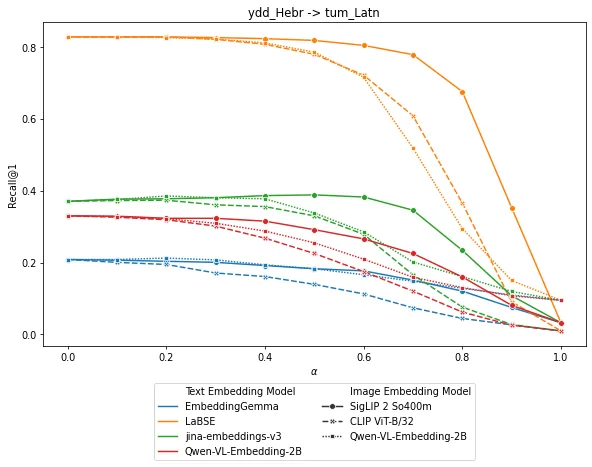 ydd_Hebr -> tum_Latn
Recall@1
0.8
0.6
0.4
0.2
0.0
0.0 0.2 0.4 0.6 0.8 1.0
α
Text Embedding Model Image Embedding Model
EmbeddingGemma SigLIP 2 So400m
LaBSE CLIP ViT-B/32
jina-embeddings-v3 Qwen-VL-Embedding-2B
Qwen-VL-Embedding-2B